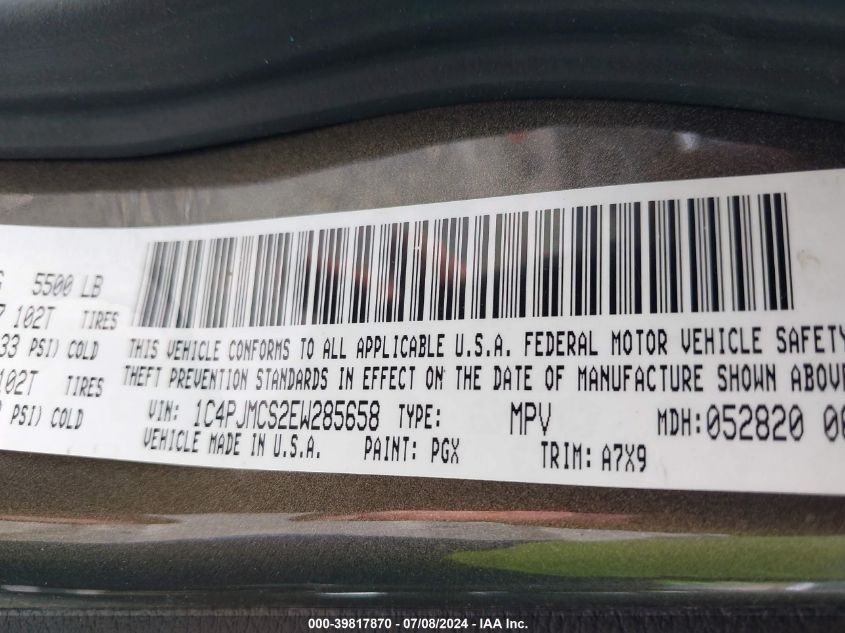 5500 LB
102T TIRES
33 PSI) COLD
102T TIRES
PSI) COLD
THIS VEHICLE CONFORMS TO ALL APPLICABLE U.S.A. FEDERAL MOTOR VEHICLE SAFETY
THEFT PREVENTION STANDARDS IN EFFECT ON THE DATE OF MANUFACTURE SHOWN ABOVE
VIN: 1C4PJMCS2EW285658 TYPE: MPV MDH:052820
VEHICLE MADE IN U.S.A. PAINT: PGX TRIM: A7X9
000-39817870 - 07/08/2024 - IAA Inc.